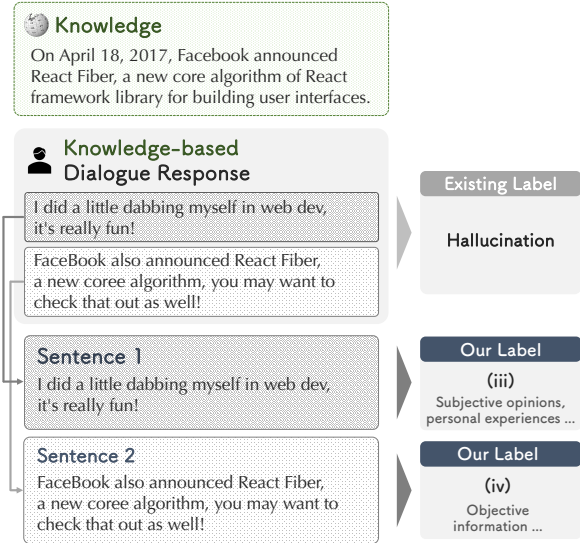 Knowledge
On April 18, 2017, Facebook announced
React Fiber, a new core algorithm of React
framework library for building user interfaces.
Knowledge-based
Dialogue Response
I did a little dabbing myself in web dev,
it's really fun!
FaceBook also announced React Fiber,
a new coree algorithm, you may want to
check that out as well!
Existing Label
Hallucination
Sentence 1
I did a little dabbing myself in web dev,
it's really fun!
Our Label
(iii)
Subjective opinions,
personal experiences ...
Sentence 2
FaceBook also announced React Fiber,
a new coree algorithm, you may want to
check that out as well!
Our Label
(iv)
Objective
information ...